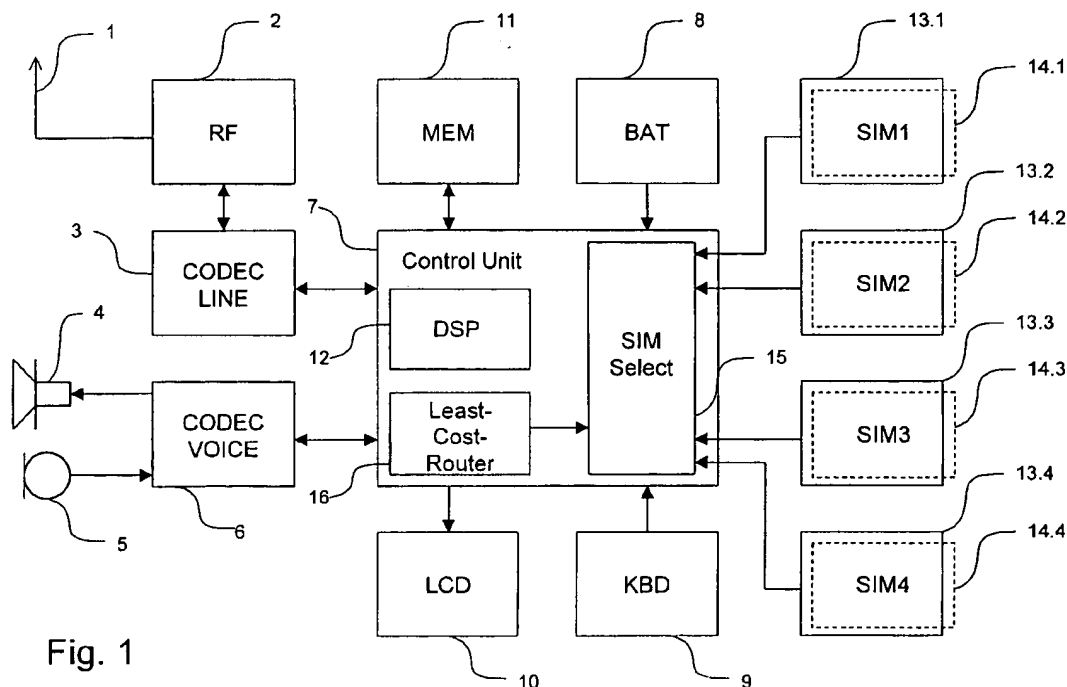 1
2
11
8
13.1
14.1
RF
MEM
BAT
SIM1
13.2
14.2
3
7
CODEC
LINE
Control Unit
SIM2
DSP
SIM
Select
13.3
4
12
15
14.3
CODEC
VOICE
Least-
Cost-
Router
SIM3
16
13.4
5
6
14.4
LCD
KBD
SIM4
Fig. 1
10
9